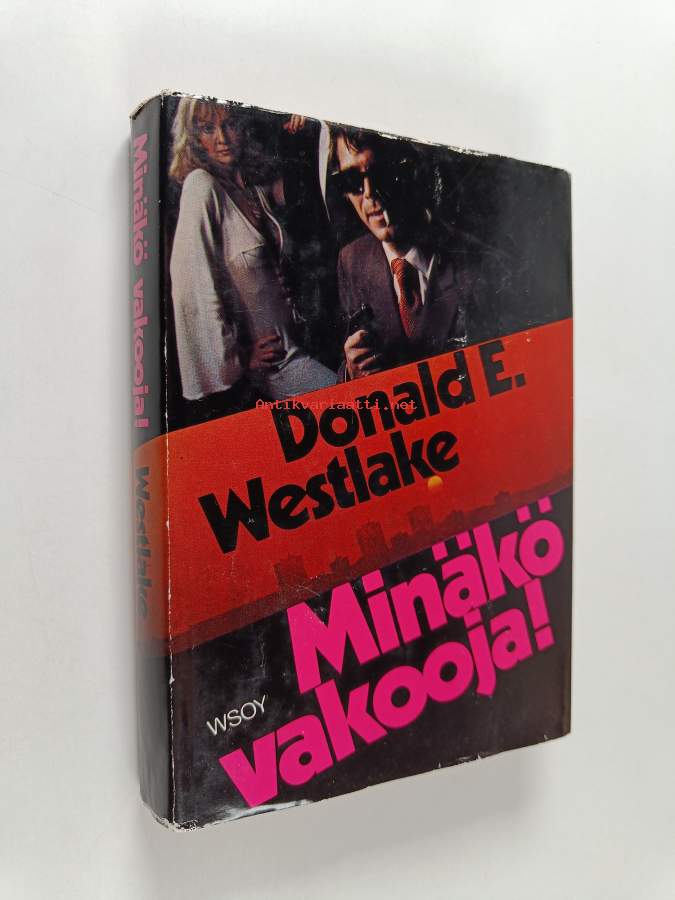 Minäkö vakooja!
Westlake
Donald E.
Westlake
Minäkö
vakooja!
WSOY
Antikvariaatti.net